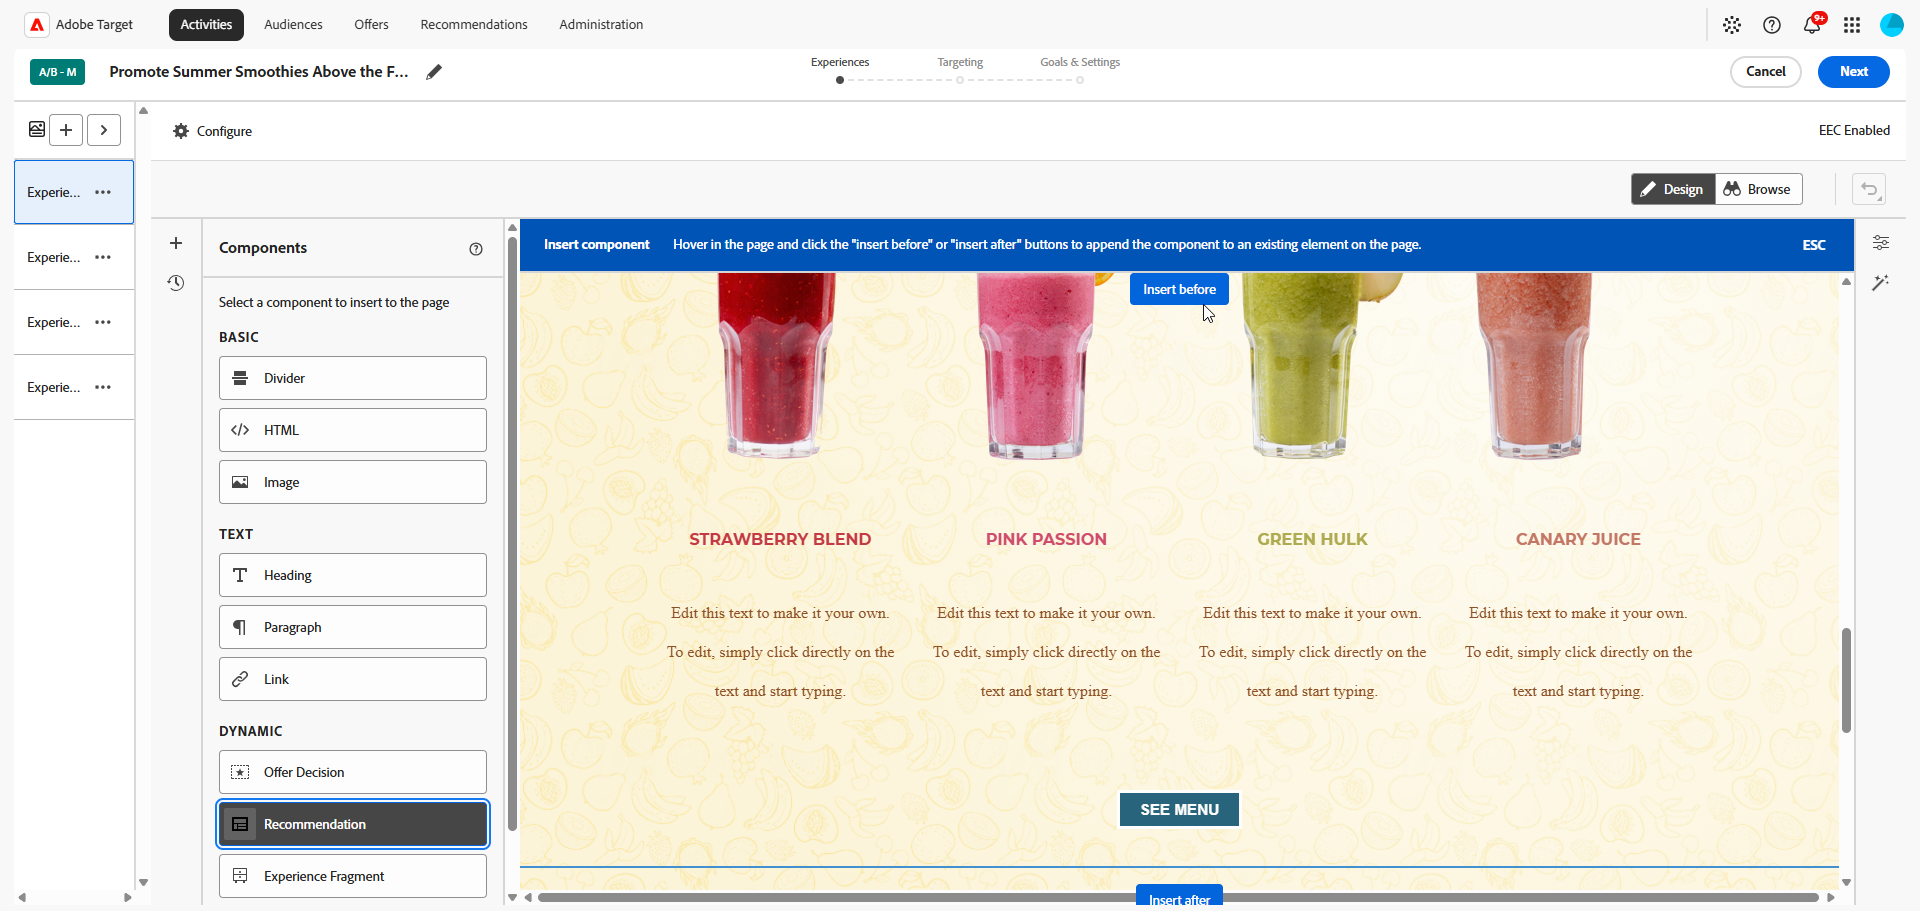 Adobe Target
Activities
Audiences
Offers
Recommendations
Administration
9+
A/B - M
Promote Summer Smoothies Above the F...
Experiences
Targeting
Goals & Settings
Cancel
Next
Configure
EEC Enabled
Experie...
Experie...
Experie...
Experie...
Design
Browse
Components
Select a component to insert to the page
BASIC
Divider
HTML
Image
TEXT
Heading
Paragraph
Link
DYNAMIC
Offer Decision
Recommendation
Experience Fragment
Insert component
Hover in the page and click the "insert before" or "insert after" buttons to append the component to an existing element on the page.
ESC
Insert before
STRAWBERRY BLEND
Edit this text to make it your own.
To edit, simply click directly on the
text and start typing.
PINK PASSION
Edit this text to make it your own.
To edit, simply click directly on the
text and start typing.
GREEN HULK
Edit this text to make it your own.
To edit, simply click directly on the
text and start typing.
CANARY JUICE
Edit this text to make it your own.
To edit, simply click directly on the
text and start typing.
SEE MENU
Insert after